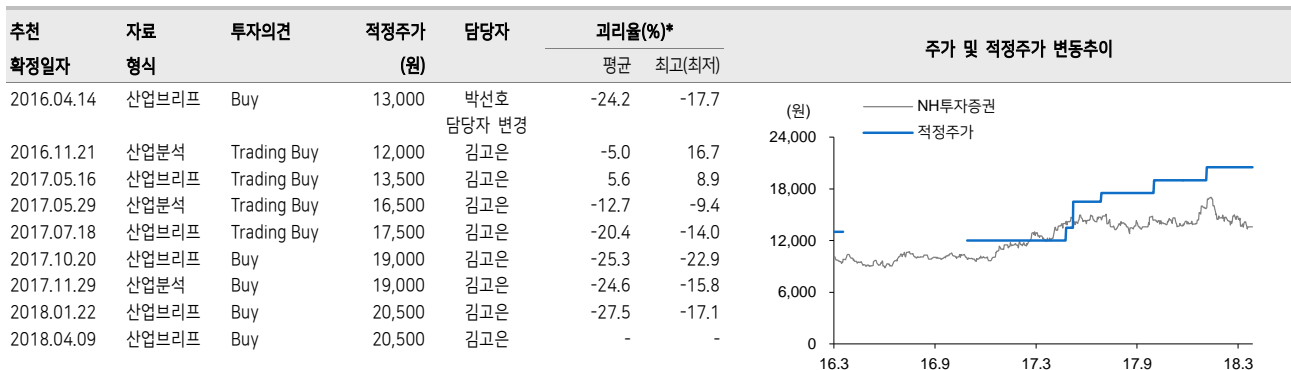 추천 자료 투자의견 적정주가 담당자 괴리율(%)* 주가 및 적정주가 변동추이
확정일자 형식 (원) 평균 최고(최저)
2016.04.14 산업브리프 Buy 13,000 박선호 -24.2 -17.7
담당자 변경
2016.11.21 산업분석 Trading Buy 12,000 김고은 -5.0 16.7
2017.05.16 산업브리프 Trading Buy 13,500 김고은 5.6 8.9
2017.05.29 산업분석 Trading Buy 16,500 김고은 -12.7 -9.4
2017.07.18 산업브리프 Trading Buy 17,500 김고은 -20.4 -14.0
2017.10.20 산업브리프 Buy 19,000 김고은 -25.3 -22.9
2017.11.29 산업분석 Buy 19,000 김고은 -24.6 -15.8
2018.01.22 산업브리프 Buy 20,500 김고은 -27.5 -17.1
2018.04.09 산업브리프 Buy 20,500 김고은 - -
(원)
NH투자증권
적정주가
24,000
18,000
12,000
6,000
0
16.3 16.9 17.3 17.9 18.3